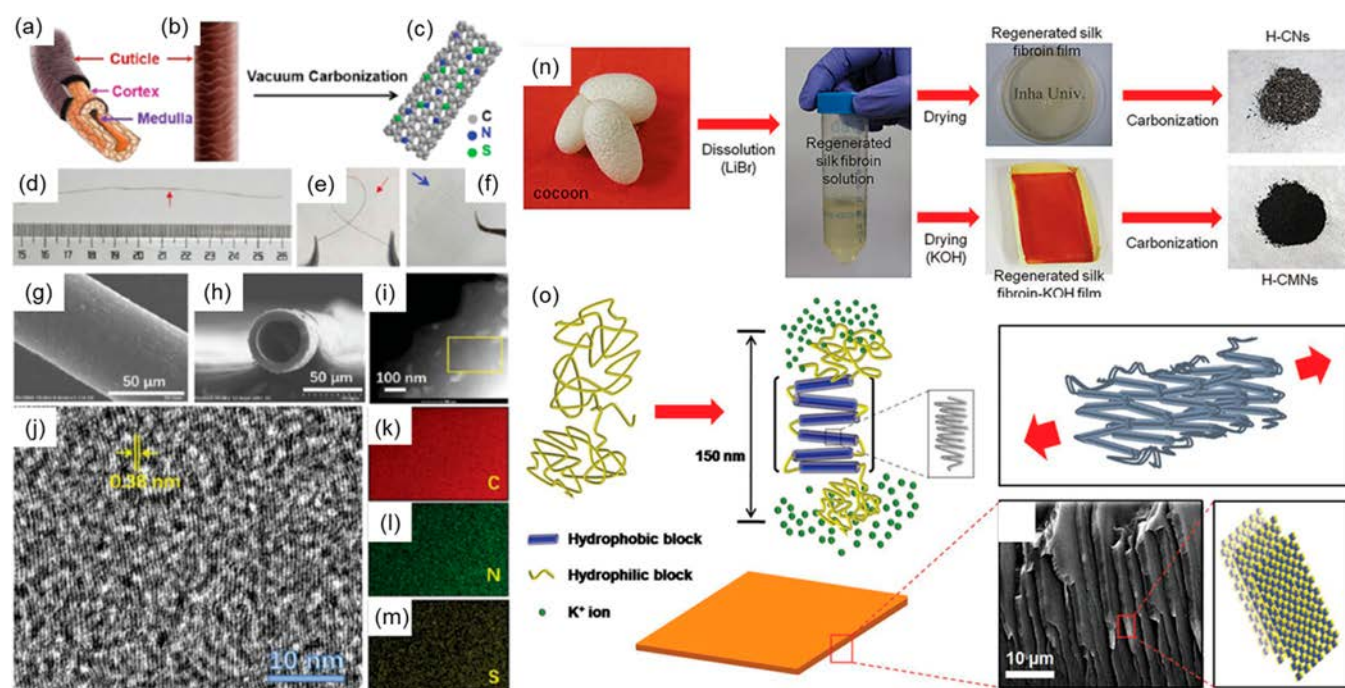 (a)
(b)
(c)
Cuticle
Cortex
Medulla
Vacuum Carbonization
C
N
S
(d)
(e)
(f)
15 16 17 18 19 20 21 22 23 24 25 26
(g)
50 µm
(h)
50 µm
(i)
100 nm
(j)
0.38 nm
10 nm
(k)
C
(l)
N
(m)
S
(n)
cocoon
Dissolution
(LiBr)
Regenerated
silk fibroin
solution
Drying
Regenerated silk
fibroin film
Inha Univ.
Carbonization
H-CNs
Drying
(KOH)
Regenerated silk
fibroin-KOH film
Carbonization
H-CMNs
(o)
150 nm
Hydrophobic block
Hydrophilic block
K⁺ ion
10 µm